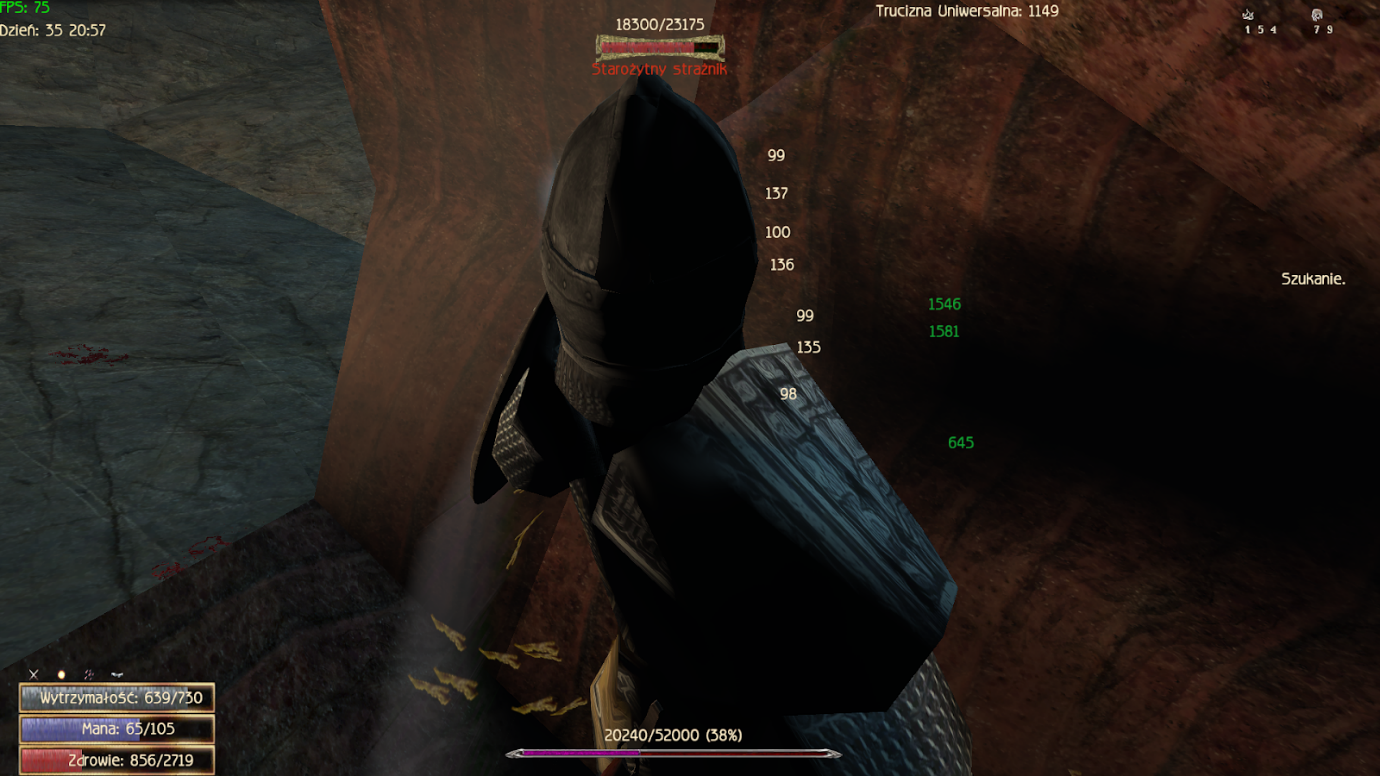 FPS: 75
Dzień: 35 20:57
18300/23175
Starożytny strażnik
Trucizna Uniwersalna: 1149
154 79
99
137
100
136
99
135
98
1546
1581
645
Szukanie.
Wytrzymałość: 639/730
Mana: 65/105
Zdrowie: 856/2719
20240/52000 (38%)